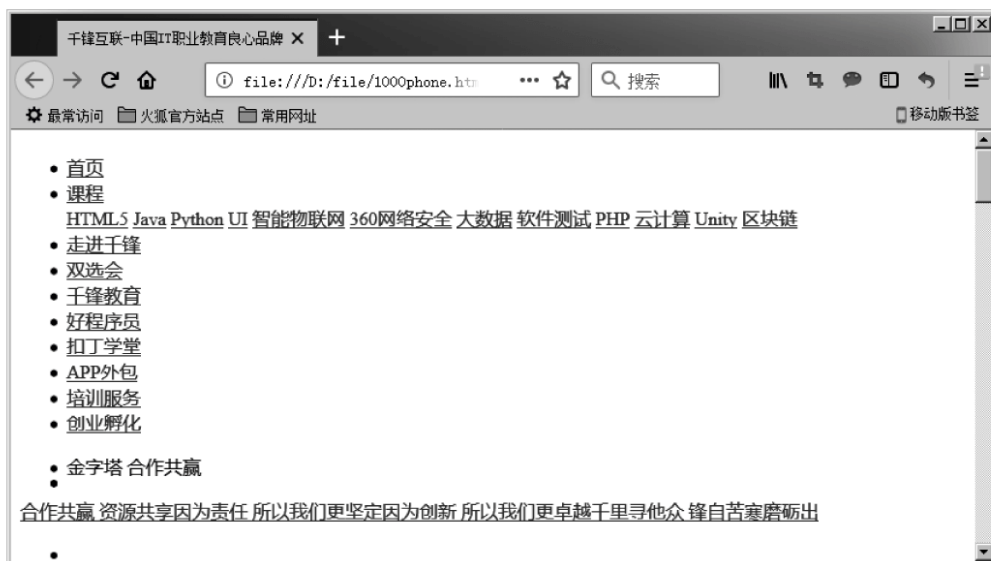 千锋互联-中国IT职业教育良心品牌
file:///D:/file/1000phone.htm
搜索
最常访问 火狐官方站点 常用网址 移动版书签
首页
课程
HTML5 Java Python UI 智能物联网 360网络安全 大数据 软件测试 PHP 云计算 Unity 区块链
走进千锋
双选会
千锋教育
好程序员
扣丁学堂
APP外包
培训服务
创业孵化
金字塔 合作共赢
合作共赢 资源共享因为责任 所以我们更坚定因为创新 所以我们更卓越千里寻他众 锋自苦寒磨砺出